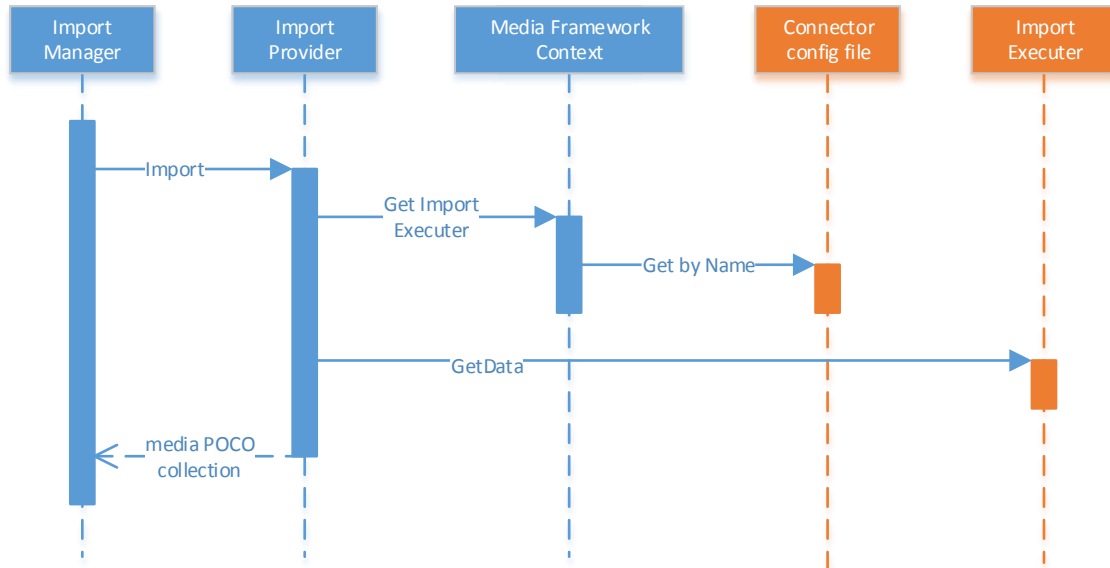 Import
Manager
Import
Provider
Media Framework
Context
Connector
config file
Import
Executer
Import
Get Import
Executer
Get by Name
GetData
media POCO
collection